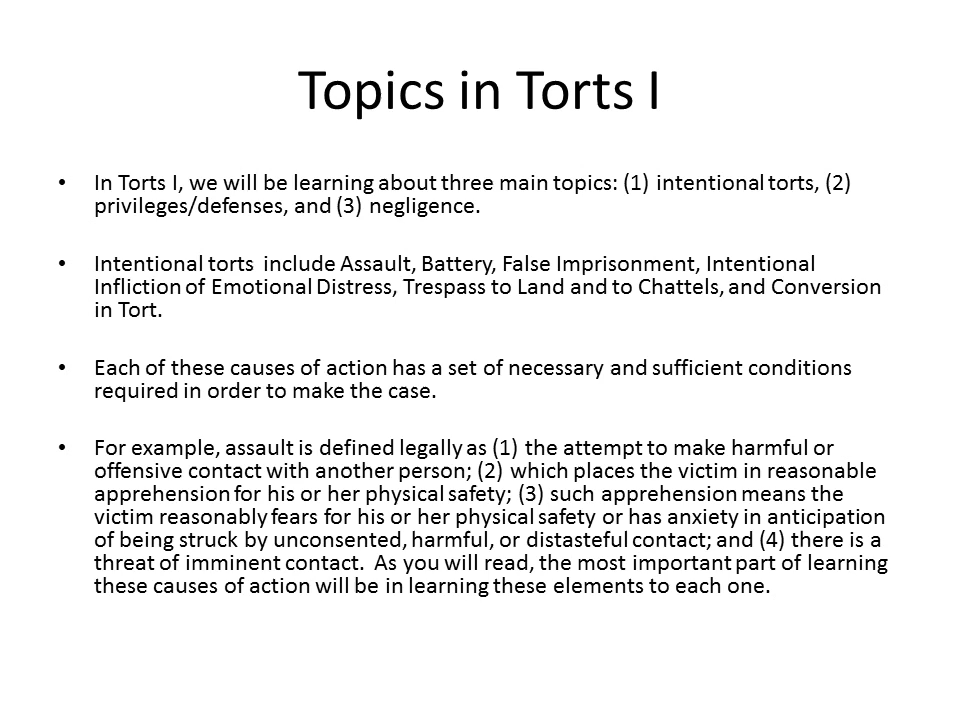 Topics in Torts I
• In Torts I, we will be learning about three main topics: (1) intentional torts, (2)
privileges/defenses, and (3) negligence.
• Intentional torts  include Assault, Battery, False Imprisonment, Intentional
Infliction of Emotional Distress, Trespass to Land and to Chattels, and Conversion
in Tort.
• Each of these causes of action has a set of necessary and sufficient conditions
required in order to make the case.
• For example, assault is defined legally as (1) the attempt to make harmful or
offensive contact with another person; (2) which places the victim in reasonable
apprehension for his or her physical safety; (3) such apprehension means the
victim reasonably fears for his or her physical safety or has anxiety in anticipation
of being struck by unconsented, harmful, or distasteful contact; and (4) there is a
threat of imminent contact.  As you will read, the most important part of learning
these causes of action will be in learning these elements to each one.